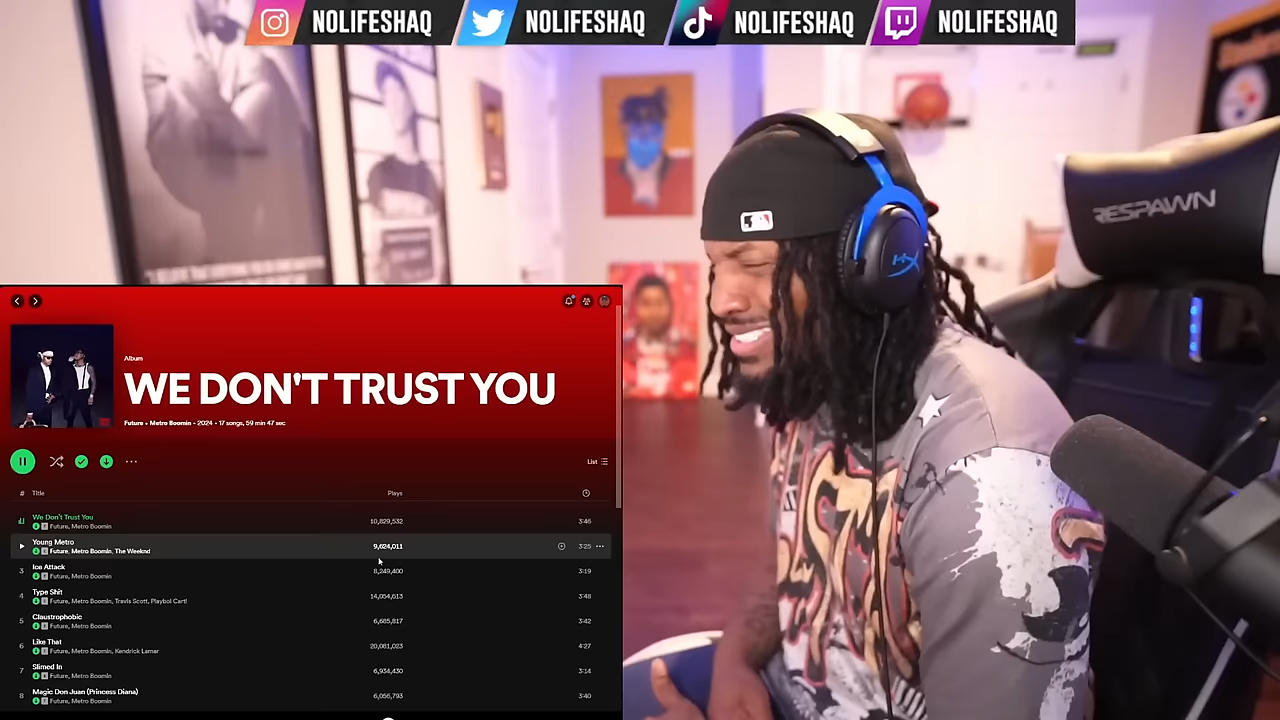 NOLIFESHAQ NOLIFESHAQ NOLIFESHAQ NOLIFESHAQ
RESPAWN
HX
Album
WE DON'T TRUST YOU
Future • Metro Boomin • 2024 • 17 songs, 59 min 47 sec
List
# Title Plays
We Don't Trust You 10,829,532 3:46
E Future, Metro Boomin
Young Metro 9,624,011 3:25
E Future, Metro Boomin, The Weeknd
3 Ice Attack 8,249,400 3:19
E Future, Metro Boomin
4 Type Shit 14,054,613 3:48
E Future, Metro Boomin, Travis Scott, Playboi Carti
5 Claustrophobic 6,685,817 3:42
E Future, Metro Boomin
6 Like That 20,081,023 4:27
E Future, Metro Boomin, Kendrick Lamar
7 Slimed In 6,934,430 3:14
E Future, Metro Boomin
8 Magic Don Juan (Princess Diana) 6,056,793 3:40
E Future, Metro Boomin